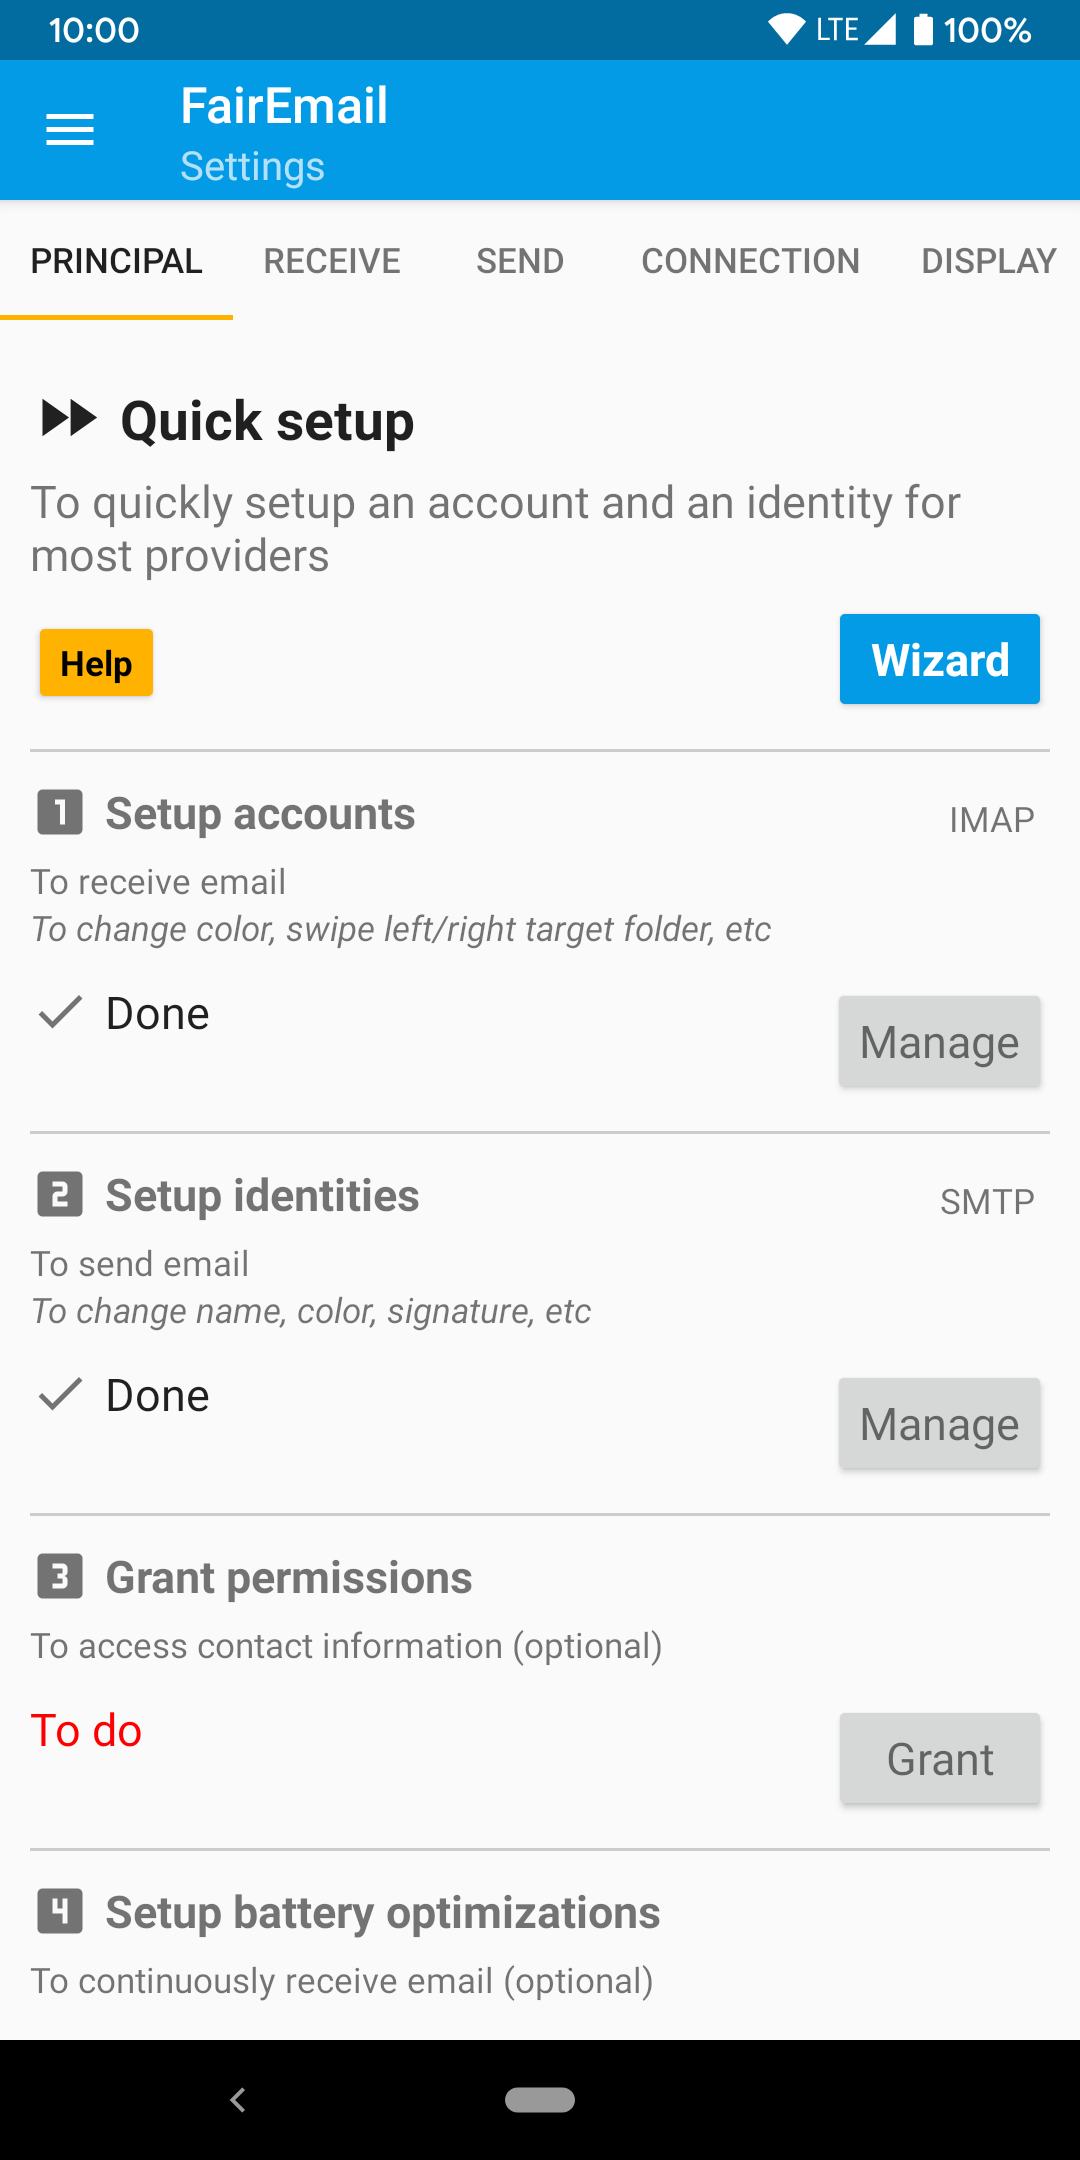 10:00 LTE 100%
FairEmail
Settings
PRINCIPAL RECEIVE SEND CONNECTION DISPLAY
Quick setup
To quickly setup an account and an identity for
most providers
Help Wizard
1 Setup accounts IMAP
To receive email
To change color, swipe left/right target folder, etc
Done
Manage
2 Setup identities SMTP
To send email
To change name, color, signature, etc
Done
Manage
3 Grant permissions
To access contact information (optional)
To do
Grant
4 Setup battery optimizations
To continuously receive email (optional)